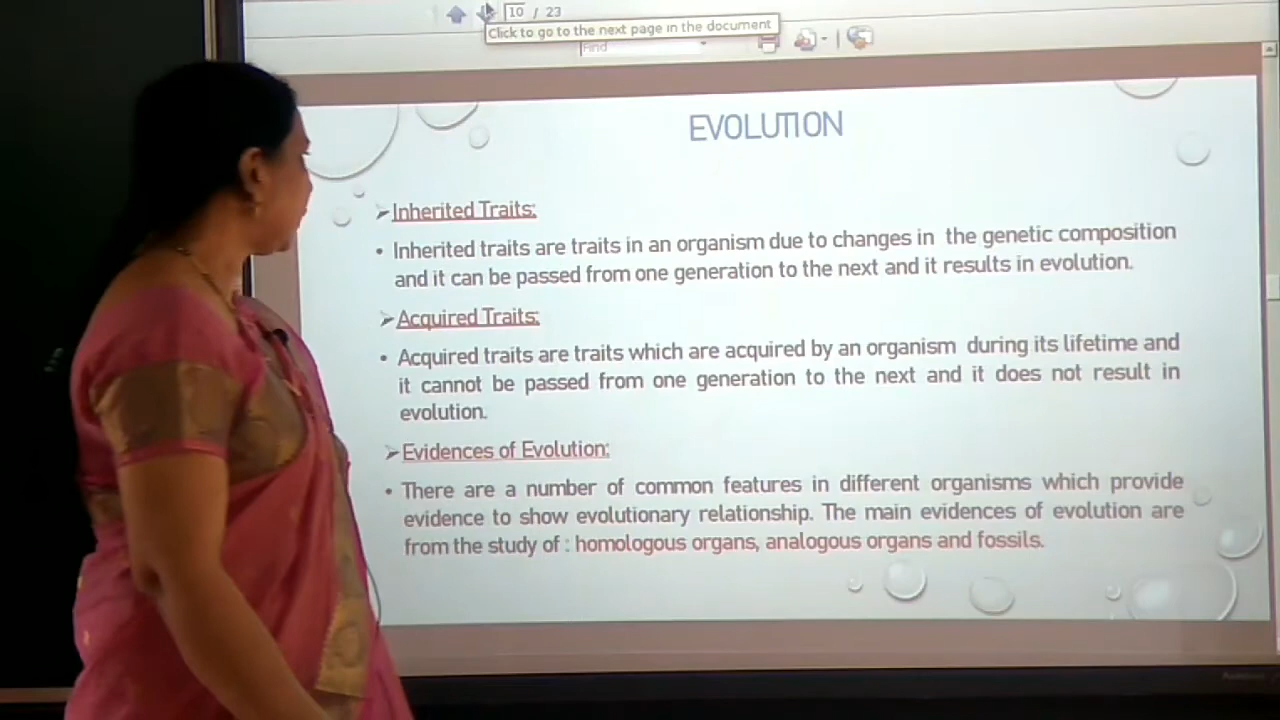 10 / 23
Click to go to the next page in the document
Find
EVOLUTION
➢Inherited Traits:
• Inherited traits are traits in an organism due to changes in the genetic composition
and it can be passed from one generation to the next and it results in evolution.
➢Acquired Traits:
• Acquired traits are traits which are acquired by an organism during its lifetime and
it cannot be passed from one generation to the next and it does not result in
evolution.
➢Evidences of Evolution:
• There are a number of common features in different organisms which provide
evidence to show evolutionary relationship. The main evidences of evolution are
from the study of : homologous organs, analogous organs and fossils.